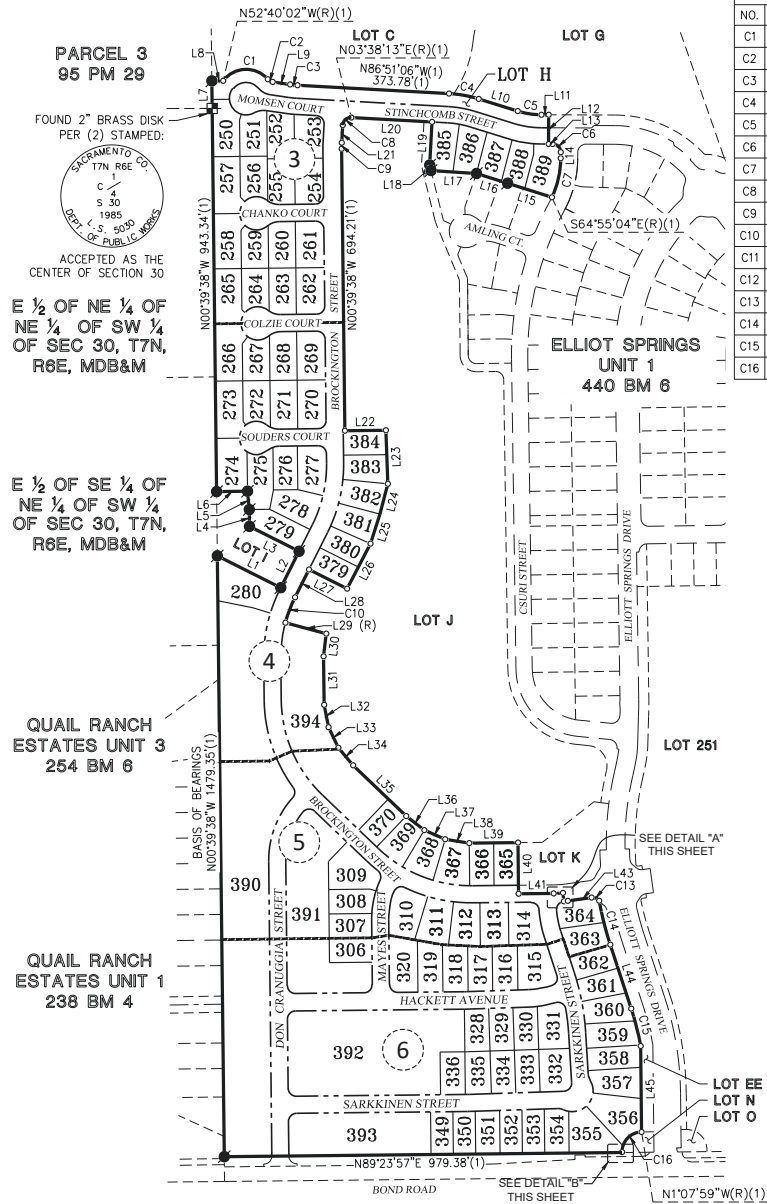 N52°40'02"W(R)(1)
LOT C
LOT G
NO.
C1
C2
C3
C4
C5
C6
C7
C8
C9
C10
C11
C12
C13
C14
C15
C16
PARCEL 3
95 PM 29
L8
C1
C2
L9
C3
N03°38'13"E(R)(1)
N86°51'06"W(1)
373.78'(1)
C4
LOT H
L10
C5
L11
L12
L13
C6
L14
C7
L7
MOMSEN COURT
STINCHCOMB STREET
FOUND 2" BRASS DISK
PER (2) STAMPED:
SACRAMENTO CO.
T7N R6E
1
C
4
S 30
1985
L.S. 5030
DEPT. OF PUBLIC WORKS
ACCEPTED AS THE
CENTER OF SECTION 30
250
251
252
253
3
257
256
255
254
L20
C8
L21
C9
L19
L18
L17
L16
L15
385
386
387
388
389
S64°55'04"E(R)(1)
AMLING CT.
CHANKO COURT
N00°39'38"W 943.34'(1)
N00°39'38"W 694.21'(1)
258
259
260
261
265
264
263
262
COLZIE COURT
BROCKINGTON STREET
E ½ OF NE ¼ OF
NE ¼ OF SW ¼
OF SEC 30, T7N,
R6E, MDB&M
ELLIOT SPRINGS
UNIT 1
440 BM 6
266
267
268
269
273
272
271
270
SOUDERS COURT
L22
384
L23
383
274
275
276
277
382
L24
E ½ OF SE ¼ OF
NE ¼ OF SW ¼
OF SEC 30, T7N,
R6E, MDB&M
L6
L5
L4
278
279
L3
LOT I
L1
L2
381
L25
380
L26
379
L27
L28
C10
L29 (R)
280
CSURI STREET
ELLIOTT SPRINGS DRIVE
LOT J
4
L30
L31
L32
L33
L34
394
QUAIL RANCH
ESTATES UNIT 3
254 BM 6
BASIS OF BEARINGS
N00°39'38"W 1479.35'(1)
LOT 251
L35
BROCKINGTON STREET
370
369
368
367
366
365
L36
L37
L38
L39
L40
LOT K
SEE DETAIL "A"
THIS SHEET
L41
L43
C13
5
390
391
309
308
307
306
310
311
312
313
314
364
363
C14
ELLIOTT SPRINGS DRIVE
DON CRANUGGIA STREET
MAYES STREET
320
319
318
317
316
315
362
361
L44
360
C15
359
358
357
L45
356
SARKKINEN STREET
QUAIL RANCH
ESTATES UNIT 1
238 BM 4
HACKETT AVENUE
392
6
328
329
330
331
336
335
334
333
332
SARKKINEN STREET
393
349
350
351
352
353
354
355
LOT EE
LOT N
LOT O
C16
N89°23'57"E 979.38'(1)
BOND ROAD
SEE DETAIL "B"
THIS SHEET
N1°07'59"W(R)(1)